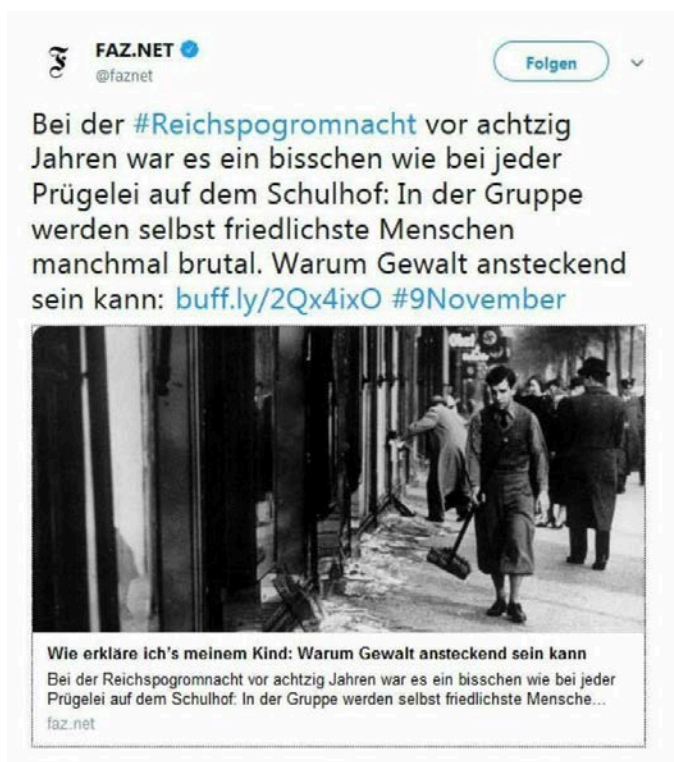 FAZ.NET
@faznet
Folgen
Bei der #Reichspogromnacht vor achtzig
Jahren war es ein bisschen wie bei jeder
Prügelei auf dem Schulhof: In der Gruppe
werden selbst friedlichste Menschen
manchmal brutal. Warum Gewalt ansteckend
sein kann: buff.ly/2Qx4ixO #9November
Wie erkläre ich's meinem Kind: Warum Gewalt ansteckend sein kann
Bei der Reichspogromnacht vor achtzig Jahren war es ein bisschen wie bei jeder
Prügelei auf dem Schulhof: In der Gruppe werden selbst friedlichste Mensche...
faz.net